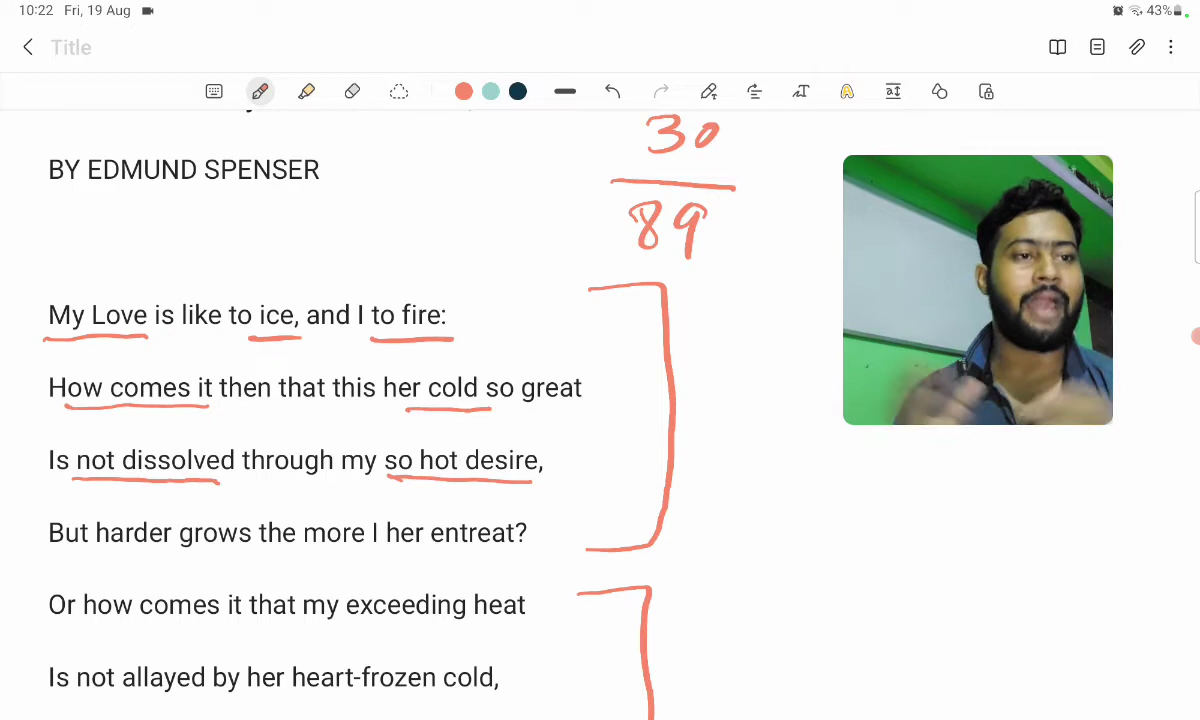 10:22 Fri, 19 Aug 43%
Title
30
BY EDMUND SPENSER
89
My Love is like to ice, and I to fire:
How comes it then that this her cold so great
Is not dissolved through my so hot desire,
But harder grows the more I her entreat?
Or how comes it that my exceeding heat
Is not allayed by her heart-frozen cold,